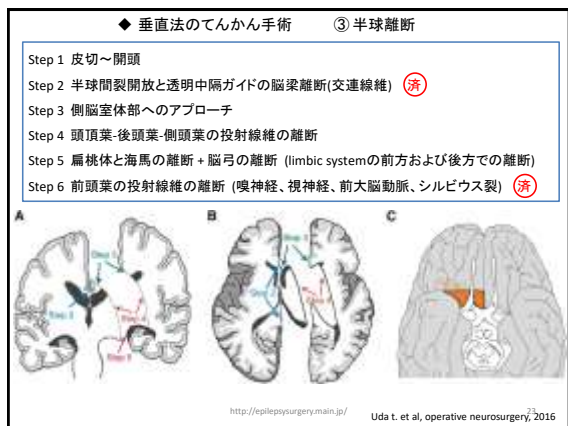 ◆ 垂直法のてんかん手術 ③半球離断
Step 1 皮切～開頭
Step 2 半球間裂開放と透明中隔ガイドの脳梁離断(交連線維) 済
Step 3 側脳室体部へのアプローチ
Step 4 頭頂葉-後頭葉-側頭葉の投射線維の離断
Step 5 扁桃体と海馬の離断 + 脳弓の離断 (limbic systemの前方および後方での離断)
Step 6 前頭葉の投射線維の離断 (嗅神経、視神経、前大脳動脈、シルビウス裂) 済
A B C
http://epilepsysurgery.main.jp/
Uda t. et al, operative neurosurgery, 2016
23